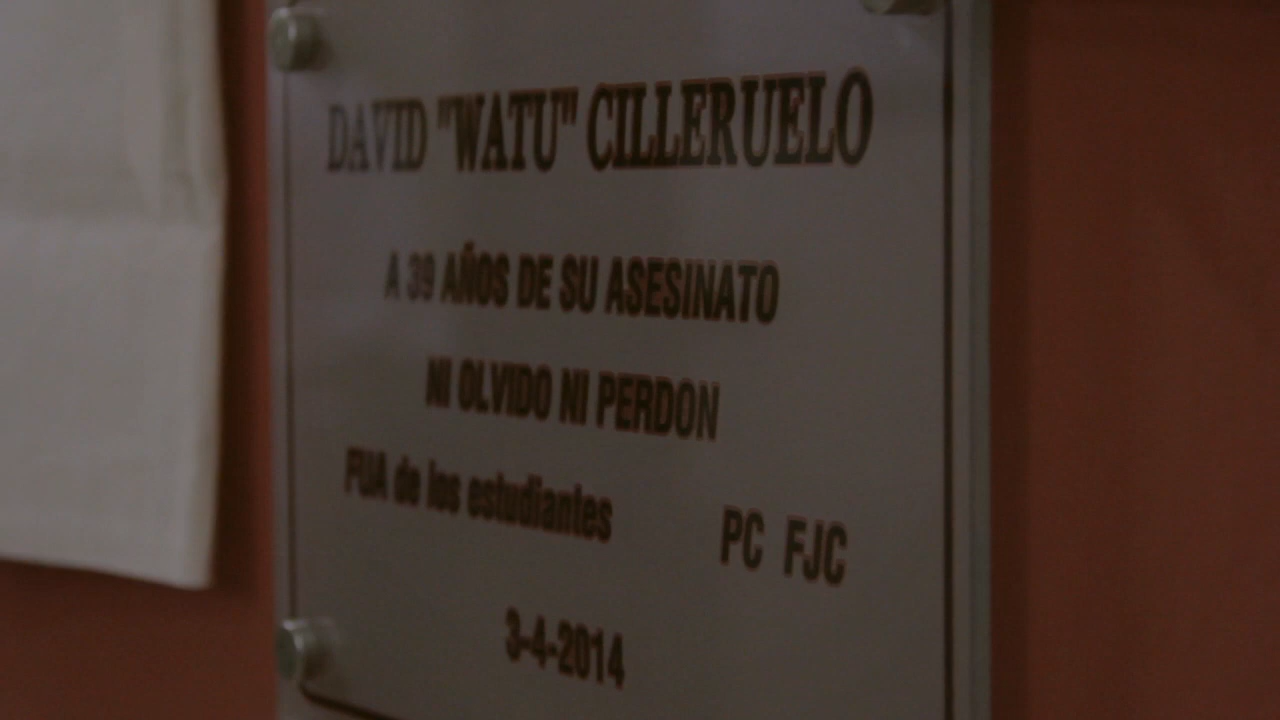 DAVID "WATU" CILLERUELO
A 39 AÑOS DE SU ASESINATO
NI OLVIDO NI PERDON
FUA de los estudiantes PC FJC
3-4-2014